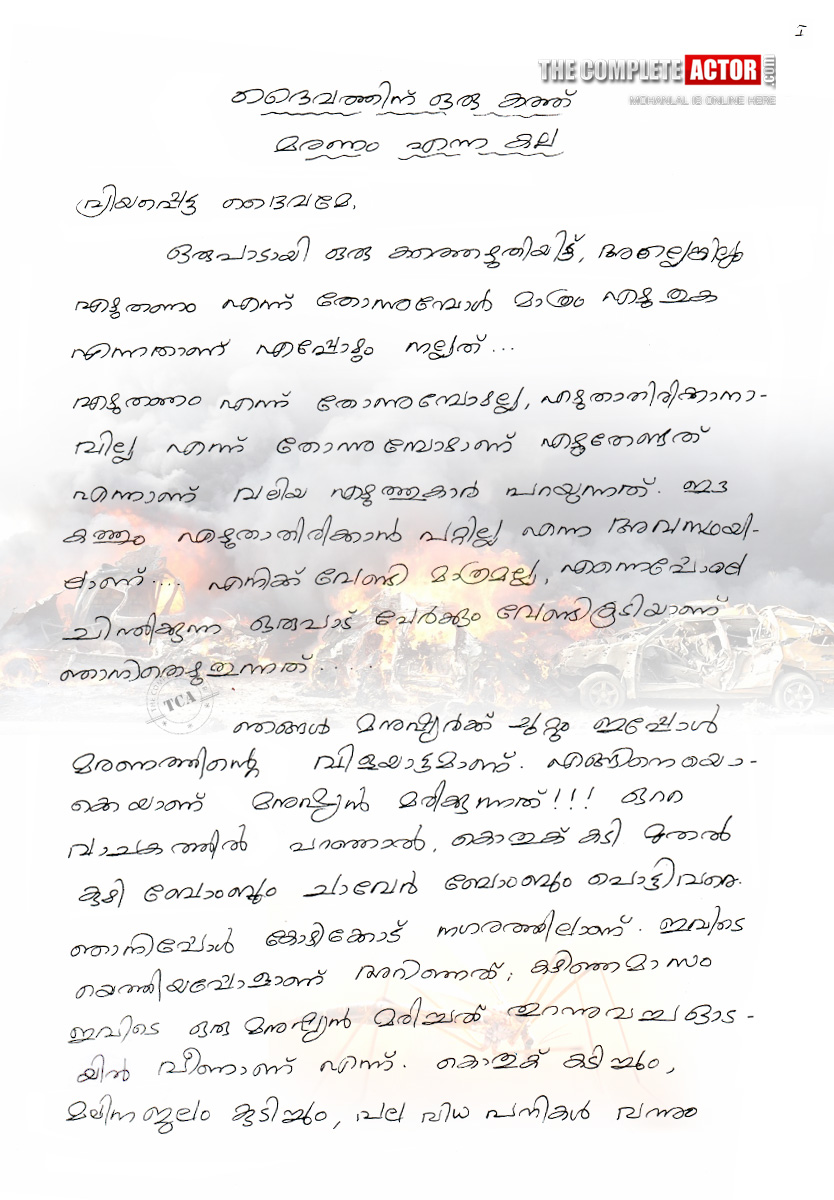 I
THE COMPLETE ACTOR .com
MOHANLAL IS ONLINE HERE
ദൈവത്തിന് ഒരു കത്ത്
മരണം എന്ന കല
പ്രിയപ്പെട്ട ദൈവമേ,
ഒരുപാടായി ഒരു കത്തെഴുതിയിട്ട്, അല്ലെങ്കിലും
എഴുതണം എന്ന് തോന്നുമ്പോൾ മാത്രം എഴുതുക
എന്നതാണ് എപ്പോഴും നല്ലത് ...
എഴുതണം എന്ന് തോന്നുമ്പോഴല്ല, എഴുതാതിരിക്കാനാ-
വില്ല എന്ന് തോന്നുമ്പോഴാണ് എഴുതേണ്ടത്
എന്നാണ് വലിയ എഴുത്തുകാർ പറയുന്നത്. ഈ
കത്തും എഴുതാതിരിക്കാൻ പറ്റില്ല എന്ന അവസ്ഥയി-
ലാണ് .... എനിക്ക് വേണ്ടി മാത്രമല്ല, എന്നെപ്പോലെ
ചിന്തിക്കുന്ന ഒരുപാട് പേർക്കും വേണ്ടികൂടിയാണ്
ഞാനിതെഴുതുന്നത് .....
TCA
ഞങ്ങൾ മനുഷ്യർക്ക് ചുറ്റും ഇപ്പോൾ
മരണത്തിന്റെ വിളയാട്ടമാണ്. എങ്ങിനെയൊ-
കെയാണ് മനുഷ്യൻ മരിക്കുന്നത്!!! ഒറ്റ
വാചകത്തിൽ പറഞ്ഞാൽ, കൊതുക് കടി മുതൽ
കുഴി ബോംബും ചാവേർ ബോംബും പൊട്ടിവരെ.
ഞാനിപ്പോൾ കോഴിക്കോട് നഗരത്തിലാണ്. ഇവിടെ
യെത്തിയപ്പോളാണ് അറിഞ്ഞത്; കഴിഞ്ഞമാസം
ഇവിടെ ഒരു മനുഷ്യൻ മരിച്ചത് തുറന്നുവച്ച ഓട-
യിൽ വീണാണ് എന്ന്. കൊതുക് കടിച്ചും,
മലിനജലം കുടിച്ചും, പല വിധ പനികൾ വന്നും